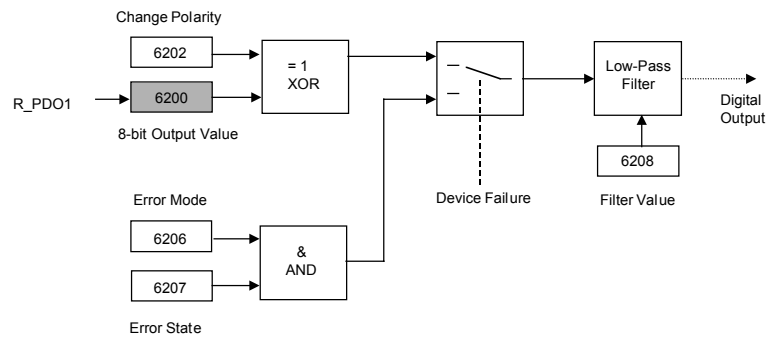 Change Polarity
6202
= 1
XOR
R_PDO1
6200
8-bit Output Value
Low-Pass
Filter
Digital
Output
6208
Device Failure
Filter Value
Error Mode
6206
&
AND
6207
Error State